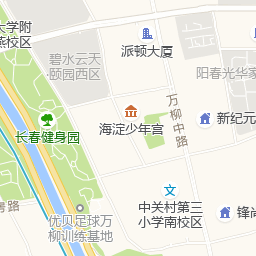 大学附
燕校区
派顿大厦
碧水云天
颐园西区
阳春光华家
万柳中路
海淀少年宫
新纪元
长春健身园
中关村第三
小学南校区
锋尚
房路
优贝足球万
柳训练基地